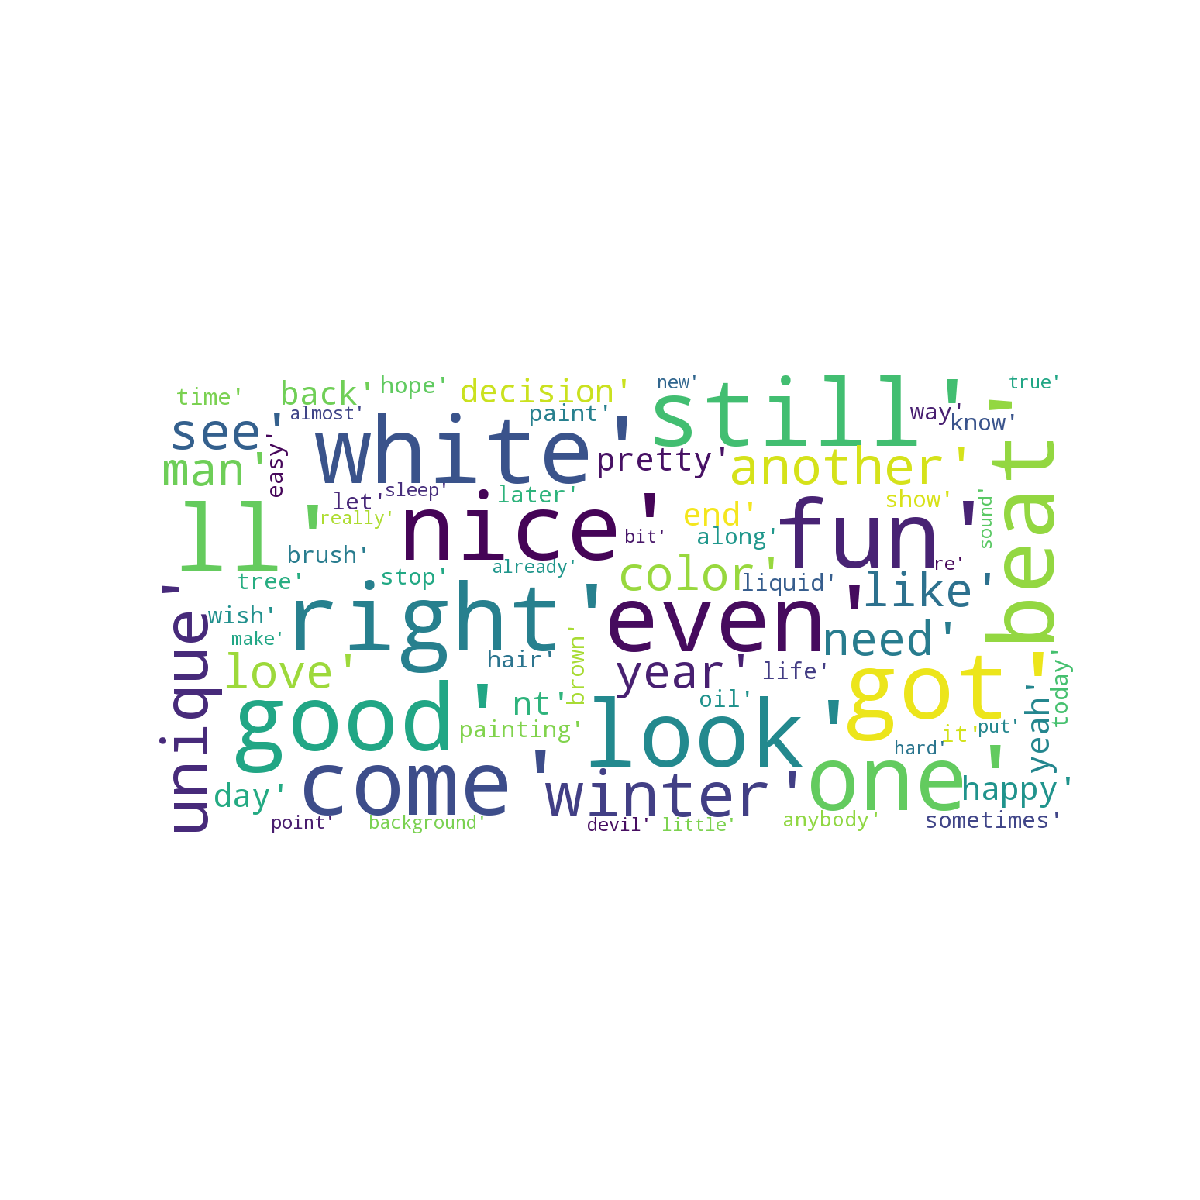 time' back' hope' decision' new' still' true'
see' almost' white' paint' way' know'
man' easy' pretty' another' beat'
ll' let' sleep' nice' later' end' fun' show' sound'
really' bit' along'
brush' already' re'
tree' stop' color' liquid' like'
unique' wish' right' even' need'
make' hair' brown'
love' year' life' got' today'
good' nt' look' oil' yeah'
painting' it' put'
hard'
day' come' winter' one' happy'
point' background' devil' little' anybody' sometimes'